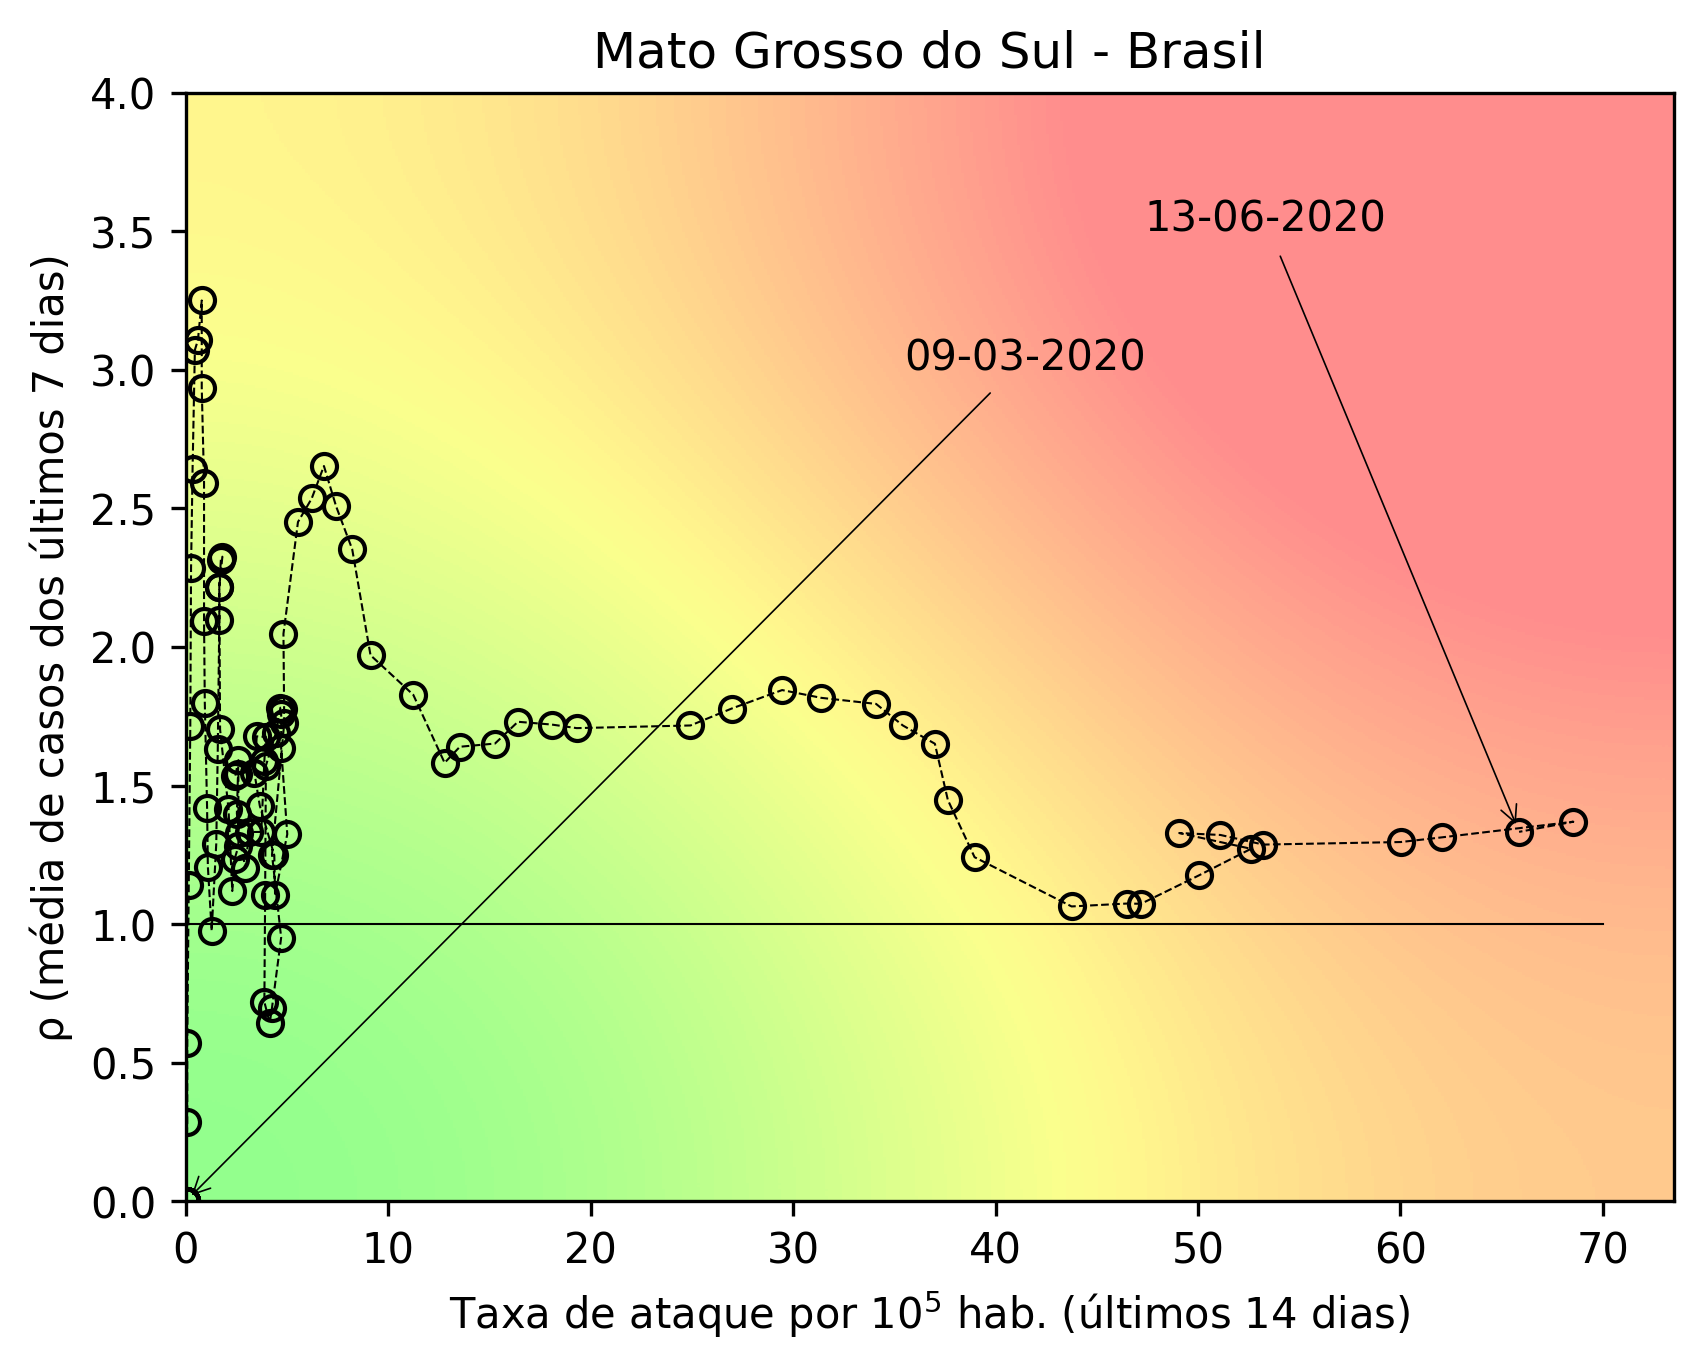 Mato Grosso do Sul - Brasil
4.0
3.5
3.0
2.5
2.0
1.5
1.0
0.5
0.0
ρ (média de casos dos últimos 7 dias)
13-06-2020
09-03-2020
0 10 20 30 40 50 60 70
Taxa de ataque por 10⁵ hab. (últimos 14 dias)